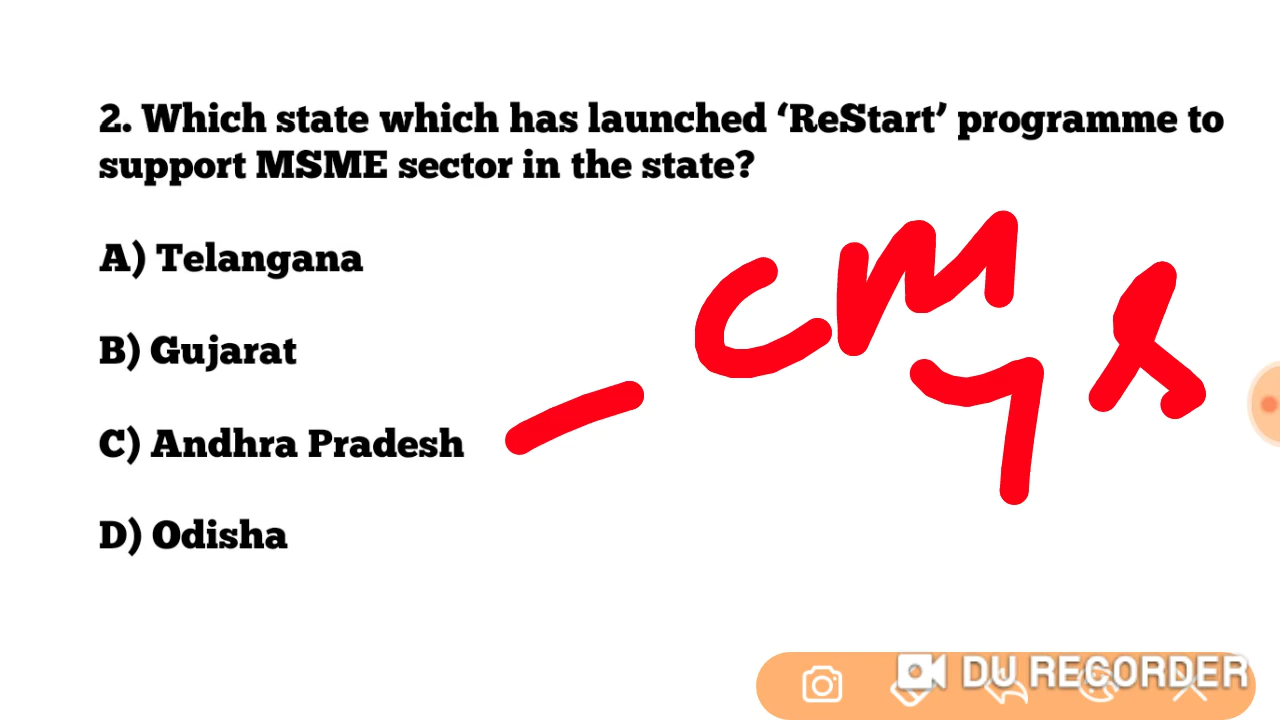 2. Which state which has launched ‘ReStart’ programme to
support MSME sector in the state?
A) Telangana
B) Gujarat
C) Andhra Pradesh
D) Odisha
CM
DU RECORDER